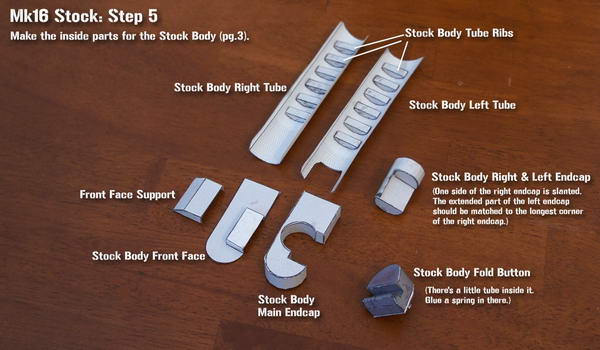 Mk16 Stock: Step 5
Make the inside parts for the Stock Body (pg.3).
Stock Body Tube Ribs
Stock Body Right Tube
Stock Body Left Tube
Stock Body Right & Left Endcap
(One side of the right endcap is slanted.
The extended part of the left endcap
should be matched to the longest corner
of the right endcap.)
Front Face Support
Stock Body Front Face
Stock Body
Main Endcap
Stock Body Fold Button
(There's a little tube inside it.
Glue a spring in there.)